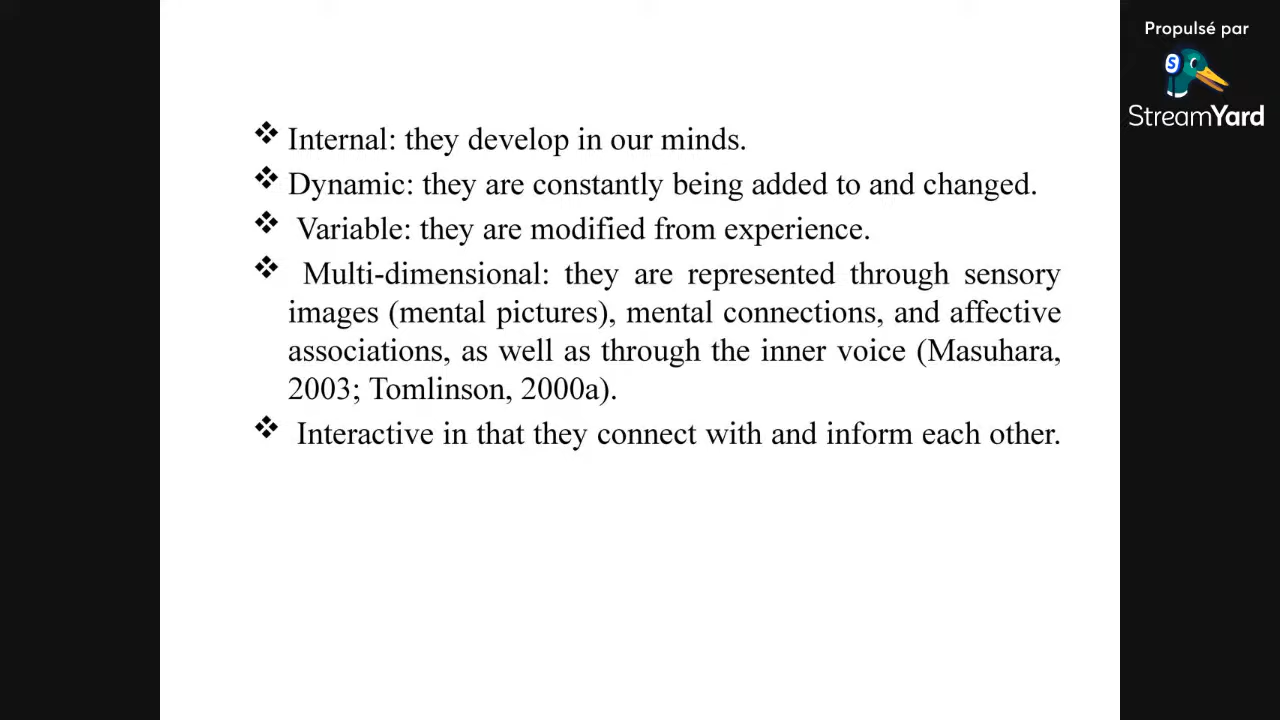 Propulsé par
StreamYard
❖ Internal: they develop in our minds.
❖ Dynamic: they are constantly being added to and changed.
❖ Variable: they are modified from experience.
❖ Multi-dimensional: they are represented through sensory
images (mental pictures), mental connections, and affective
associations, as well as through the inner voice (Masuhara,
2003; Tomlinson, 2000a).
❖ Interactive in that they connect with and inform each other.